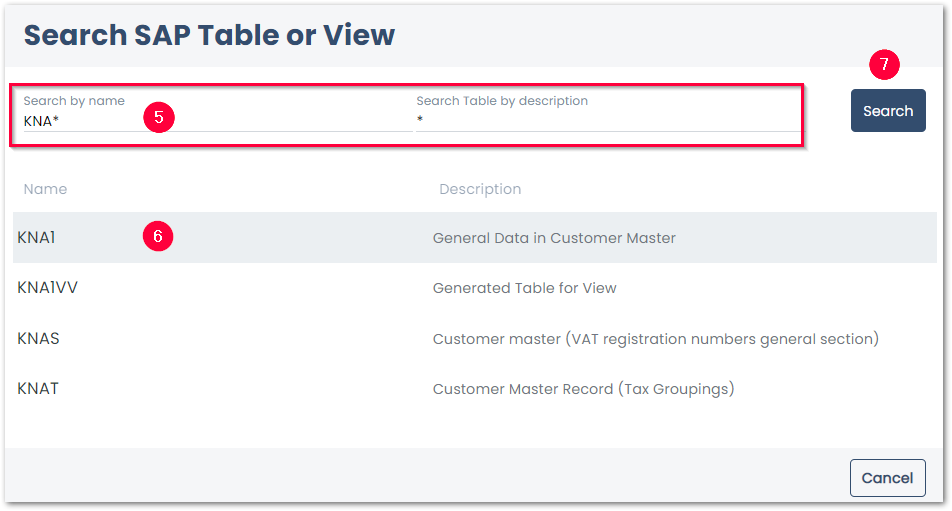 Search SAP Table or View
7
Search by name
Search Table by description
KNA*
5
*
Search
Name
Description
KNA1
6
General Data in Customer Master
KNA1VV
Generated Table for View
KNAS
Customer master (VAT registration numbers general section)
KNAT
Customer Master Record (Tax Groupings)
Cancel